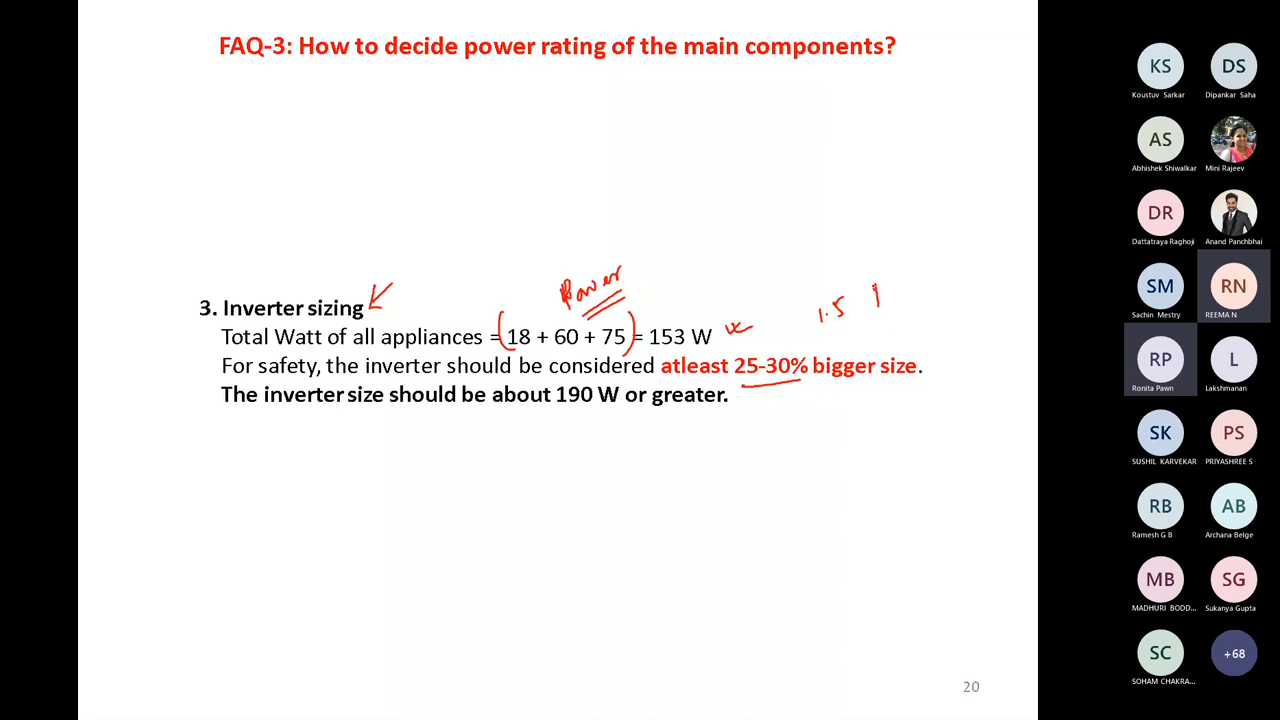 FAQ-3: How to decide power rating of the main components?
Power
3. Inverter sizing
1.5
Total Watt of all appliances = (18 + 60 + 75) = 153 W
For safety, the inverter should be considered atleast 25-30% bigger size.
The inverter size should be about 190 W or greater.
20
KS
Koustuv Sarkar
DS
Dipankar Saha
AS
Abhishek Shiwalkar
Mini Rajeev
DR
Dattatraya Raghoji
Anand Panchbhai
SM
Sachin Mestry
RN
REEMA N
RP
Ronita Pawn
L
Lakshmanan
SK
SUSHIL KARVEKAR
PS
PRIYASHREE S
RB
Ramesh G B
AB
Archana Belge
MB
MADHURI BODD...
SG
Sukanya Gupta
SC
SOHAM CHAKRA...
+68